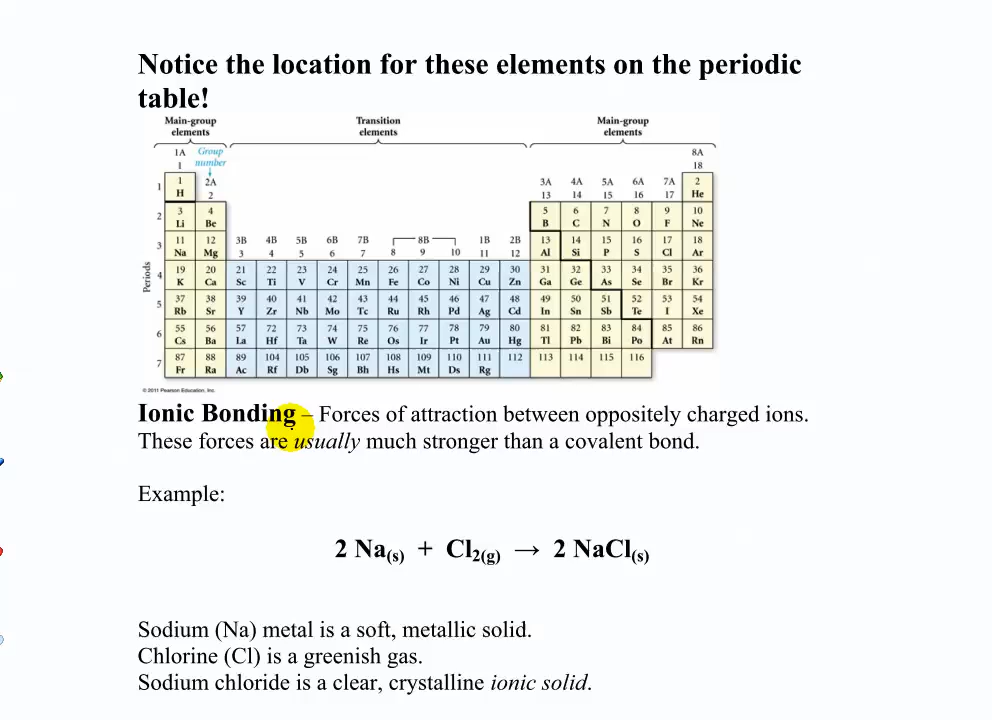 Notice the location for these elements on the periodic
table!
Main-group elements Transition elements Main-group elements
1A Group 8A
1 number 18
1 1 2A 3A 4A 5A 6A 7A 2
H 2 13 14 15 16 17 He
2 3 4 5 6 7 8 9 10
Li Be B C N O F Ne
3 11 12 3B 4B 5B 6B 7B 8B 1B 2B 13 14 15 16 17 18
Na Mg 3 4 5 6 7 8 9 10 11 12 Al Si P S Cl Ar
Periods
4 19 20 21 22 23 24 25 26 27 28 29 30 31 32 33 34 35 36
K Ca Sc Ti V Cr Mn Fe Co Ni Cu Zn Ga Ge As Se Br Kr
5 37 38 39 40 41 42 43 44 45 46 47 48 49 50 51 52 53 54
Rb Sr Y Zr Nb Mo Tc Ru Rh Pd Ag Cd In Sn Sb Te I Xe
6 55 56 57 72 73 74 75 76 77 78 79 80 81 82 83 84 85 86
Cs Ba La Hf Ta W Re Os Ir Pt Au Hg Tl Pb Bi Po At Rn
7 87 88 89 104 105 106 107 108 109 110 111 112 113 114 115 116
Fr Ra Ac Rf Db Sg Bh Hs Mt Ds Rg
© 2011 Pearson Education, Inc.
Ionic Bonding – Forces of attraction between oppositely charged ions.
These forces are usually much stronger than a covalent bond.
Example:
2 Na(s) + Cl2(g) → 2 NaCl(s)
Sodium (Na) metal is a soft, metallic solid.
Chlorine (Cl) is a greenish gas.
Sodium chloride is a clear, crystalline ionic solid.